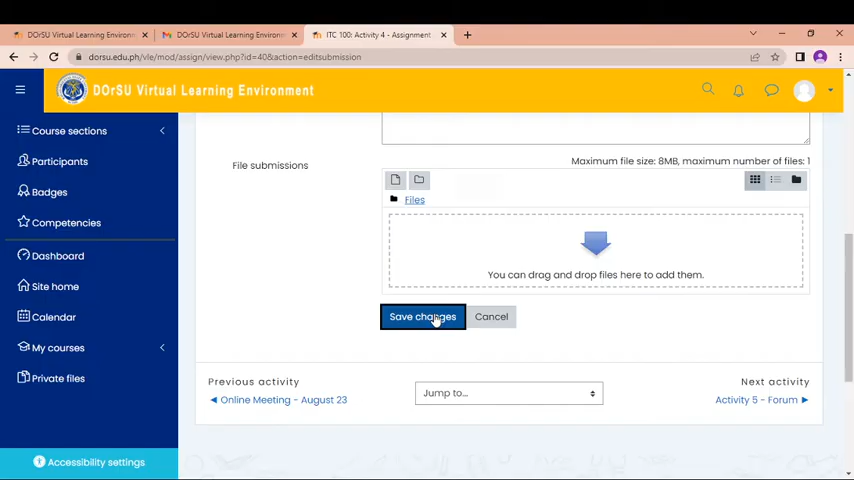 DOrSU Virtual Learning Environment
DOrSU Virtual Learning Environment
ITC 100: Activity 4 - Assignment
dorsu.edu.ph/vle/mod/assign/view.php?id=40&action=editsubmission
DOrSU Virtual Learning Environment
Course sections
Participants
Badges
Competencies
Dashboard
Site home
Calendar
My courses
Private files
Accessibility settings
File submissions
Maximum file size: 8MB, maximum number of files: 1
Files
You can drag and drop files here to add them.
Save changes
Cancel
Previous activity
◄ Online Meeting - August 23
Jump to...
Next activity
Activity 5 - Forum ►